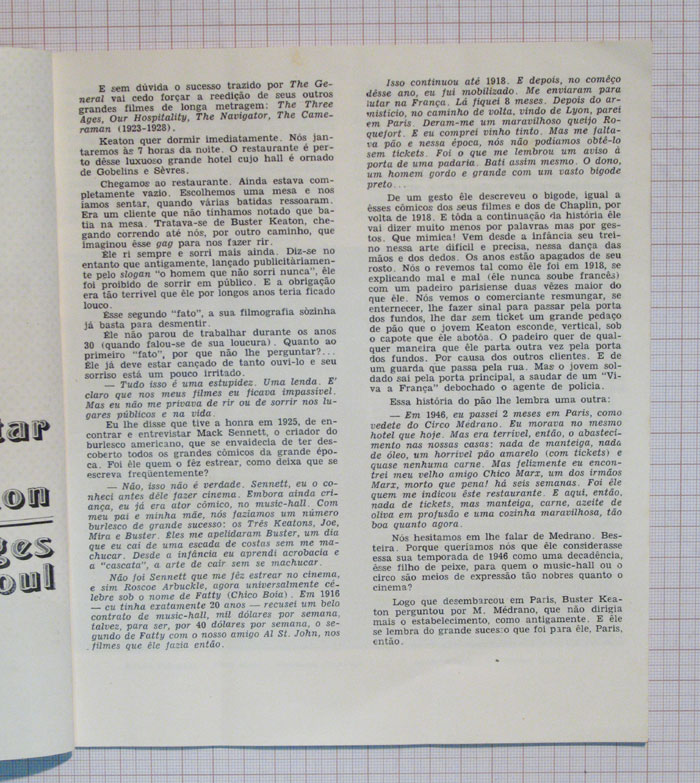 tar
on
ges
oul
E sem dúvida o sucesso trazido por The Ge-
neral vai cedo forçar a reedição de seus outros
grandes filmes de longa metragem: The Three
Ages, Our Hospitality, The Navigator, The Came-
raman (1923-1928).
Keaton quer dormir imediatamente. Nós jan-
taremos às 7 horas da noite. O restaurante é per-
to dêsse luxuoso grande hotel cujo hall é ornado
de Gobelins e Sèvres.
Chegamos ao restaurante. Ainda estava com-
pletamente vazio. Escolhemos uma mesa e nos
íamos sentar, quando várias batidas ressoaram.
Era um cliente que não tínhamos notado que ba-
tia na mesa. Tratava-se de Buster Keaton, che-
gando correndo até nós, por outro caminho, que
imaginou êsse gag para nos fazer rir.
Êle ri sempre e sorri mais ainda. Diz-se no
entanto que antigamente, lançado publicitàriamen-
te pelo slogan "o homem que não sorri nunca", êle
foi proibido de sorrir em público. E a obrigação
era tão terrível que êle por longos anos teria ficado
louco.
Êsse segundo "fato", a sua filmografia sòzinha
já basta para desmentir.
Êle não parou de trabalhar durante os anos
30 (quando falou-se de sua loucura). Quanto ao
primeiro "fato", por que não lhe perguntar?...
Êle já deve estar cançado de tanto ouvi-lo e seu
sorriso está um pouco irritado.
— Tudo isso é uma estupidez. Uma lenda. E'
claro que nos meus filmes eu ficava impassível.
Mas eu não me privava de rir ou de sorrir nos lu-
gares públicos e na vida.
Eu lhe disse que tive a honra em 1925, de en-
contrar e entrevistar Mack Sennett, o criador do
burlesco americano, que se envaidecia de ter des-
coberto todos os grandes cômicos da grande épo-
ca. Foi êle quem o fêz estrear, como deixa que se
escreva freqüentemente?
— Não, isso não é verdade. Sennett, eu o co-
nheci antes dêle fazer cinema. Embora ainda cri-
ança, eu já era ator cômico, no music-hall. Com
meu pai e minha mãe, nós fazíamos um número
burlesco de grande sucesso: os Três Keatons, Joe,
Mira e Buster. Êles me apelidaram Buster, um dia
que eu caí de uma escada de costas sem me ma-
chucar. Desde a infância eu aprendi acrobacia e
a "cascata", a arte de cair sem se machucar.
Não foi Sennett que me fêz estrear no cinema,
e sim Roscoe Arbuckle, agora universalmente cé-
lebre sob o nome de Fatty (Chico Boia). Em 1916
— eu tinha exatamente 20 anos — recusei um belo
contrato de music-hall, mil dólares por semana,
talvez, para ser, por 40 dólares por semana, o se-
gundo de Fatty com o nosso amigo Al St. John, nos
filmes que êle fazia então.
Isso continuou até 1918. E depois, no comêço
dêsse ano, eu fui mobilizado. Me enviaram para
lutar na França. Lá fiquei 8 meses. Depois do ar-
mistício, no caminho de volta, vindo de Lyon, parei
em Paris. Deram-me um maravilhoso queijo Ro-
quefort. E eu comprei vinho tinto. Mas me falta-
va pão e nessa época, nós não podíamos obtê-lo
sem tickets. Foi o que me lembrou um aviso à
porta de uma padaria. Bati assim mesmo. O dono,
um homem gordo e grande com um vasto bigode
preto...
De um gesto êle descreveu o bigode, igual a
êsses cômicos dos seus filmes e dos de Chaplin, por
volta de 1918. E tôda a continuação da história êle
vai dizer muito menos por palavras mas por ges-
tos. Que mímica! Vem desde a infância seu trei-
no nessa arte difícil e precisa, nessa dança das
mãos e dos dedos. Os anos estão apagados de seu
rosto. Nós o revemos tal como êle foi em 1918, se
explicando mal e mal (êle nunca soube francês)
com um padeiro parisiense duas vêzes maior do
que êle. Nós vemos o comerciante resmungar, se
enternecer, lhe fazer sinal para passar pela porta
dos fundos, lhe dar sem ticket um grande pedaço
de pão que o jovem Keaton esconde, vertical, sob
o capote que êle abotôa. O padeiro quer de qual-
quer maneira que êle parta outra vez pela porta
dos fundos. Por causa dos outros clientes. E de
um guarda que passa pela rua. Mas o jovem sol-
dado sai pela porta principal, a saudar de um "Vi-
va a França" debochado o agente de polícia.
Essa história do pão lhe lembra uma outra:
— Em 1946, eu passei 2 meses em Paris, como
vedete do Circo Medrano. Eu morava no mesmo
hotel que hoje. Mas era terrível, então, o abasteci-
mento nas nossas casas: nada de manteiga, nada
de óleo, um horrível pão amarelo (com tickets) e
quase nenhuma carne. Mas felizmente eu encon-
trei meu velho amigo Chico Marx, um dos irmãos
Marx, morto que pena! há seis semanas. Foi êle
quem me indicou êste restaurante. E aqui, então,
nada de tickets, mas manteiga, carne, azeite de
oliva em profusão e uma cozinha maravilhosa, tão
boa quanto agora.
Nós hesitamos em lhe falar de Medrano. Bes-
teira. Porque queríamos nós que êle considerasse
essa sua temporada de 1946 como uma decadência,
êsse filho de peixe, para quem o music-hall ou o
circo são meios de expressão tão nobres quanto o
cinema?
Logo que desembarcou em Paris, Buster Kea-
ton perguntou por M. Médrano, que não dirigia
mais o estabelecimento, como antigamente. E êle
se lembra do grande sucesso que foi para êle, Paris,
então.